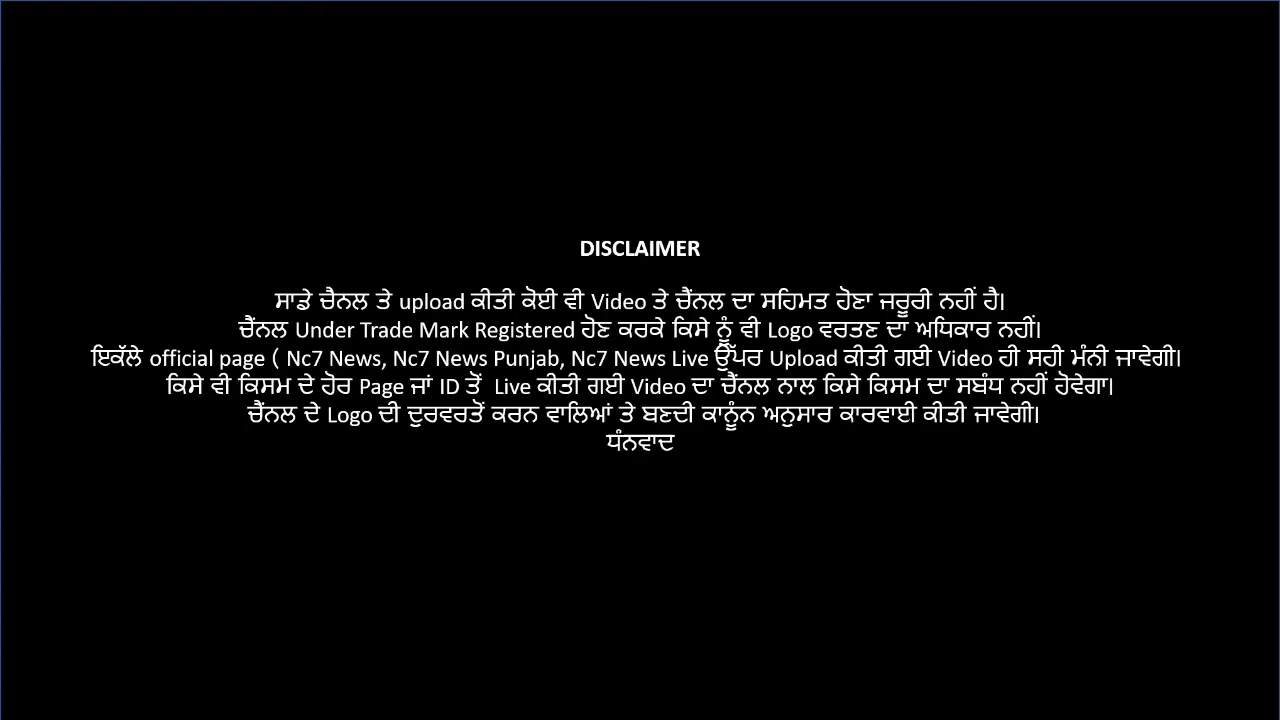 DISCLAIMER
ਸਾਡੇ ਚੈਨਲ ਤੇ upload ਕੀਤੀ ਕੋਈ ਵੀ Video ਤੇ ਚੈਂਨਲ ਦਾ ਸਹਿਮਤ ਹੋਣਾ ਜਰੂਰੀ ਨਹੀਂ ਹੈ।
ਚੈਂਨਲ Under Trade Mark Registered ਹੋਣ ਕਰਕੇ ਕਿਸੇ ਨੂੰ ਵੀ Logo ਵਰਤਣ ਦਾ ਅਧਿਕਾਰ ਨਹੀਂ।
ਇਕੱਲੇ official page ( Nc7 News, Nc7 News Punjab, Nc7 News Live ਉੱਪਰ Upload ਕੀਤੀ ਗਈ Video ਹੀ ਸਹੀ ਮੰਨੀ ਜਾਵੇਗੀ।
ਕਿਸੇ ਵੀ ਕਿਸਮ ਦੇ ਹੋਰ Page ਜਾਂ ID ਤੋਂ  Live ਕੀਤੀ ਗਈ Video ਦਾ ਚੈਂਨਲ ਨਾਲ ਕਿਸੇ ਕਿਸਮ ਦਾ ਸਬੰਧ ਨਹੀਂ ਹੋਵੇਗਾ।
ਚੈਂਨਲ ਦੇ Logo ਦੀ ਦੁਰਵਰਤੋਂ ਕਰਨ ਵਾਲਿਆਂ ਤੇ ਬਣਦੀ ਕਾਨੂੰਨ ਅਨੁਸਾਰ ਕਾਰਵਾਈ ਕੀਤੀ ਜਾਵੇਗੀ।
ਧੰਨਵਾਦ